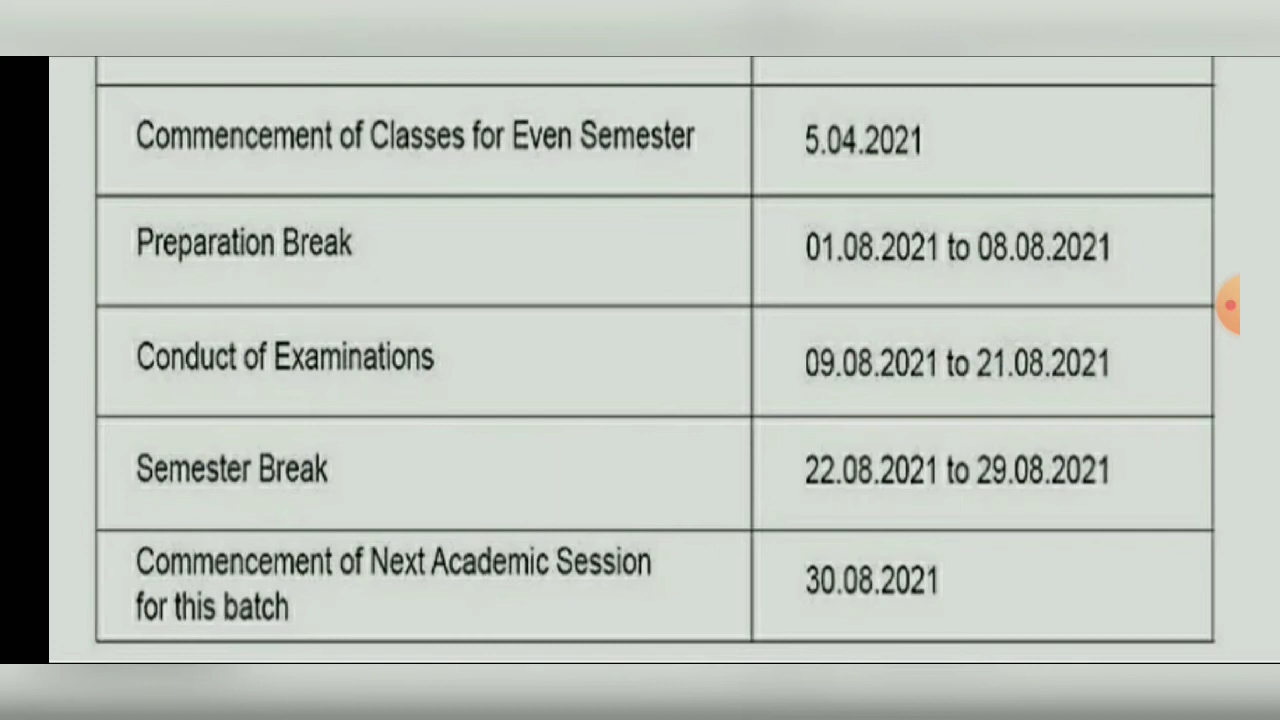 Commencement of Classes for Even Semester 5.04.2021
Preparation Break 01.08.2021 to 08.08.2021
Conduct of Examinations 09.08.2021 to 21.08.2021
Semester Break 22.08.2021 to 29.08.2021
Commencement of Next Academic Session
for this batch 30.08.2021